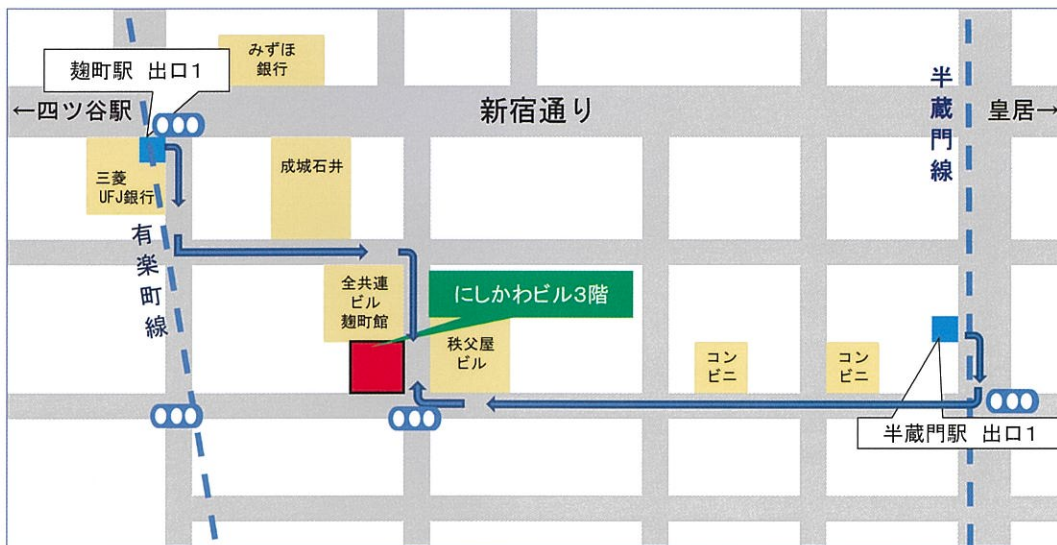 みずほ
銀行
麹町駅 出口1
←四ツ谷駅
新宿通り
半蔵門線
皇居→
三菱
UFJ銀行
成城石井
有楽町線
全共連
ビル
麹町館
にしかわビル3階
秩父屋
ビル
コン
ビニ
コン
ビニ
半蔵門駅 出口1